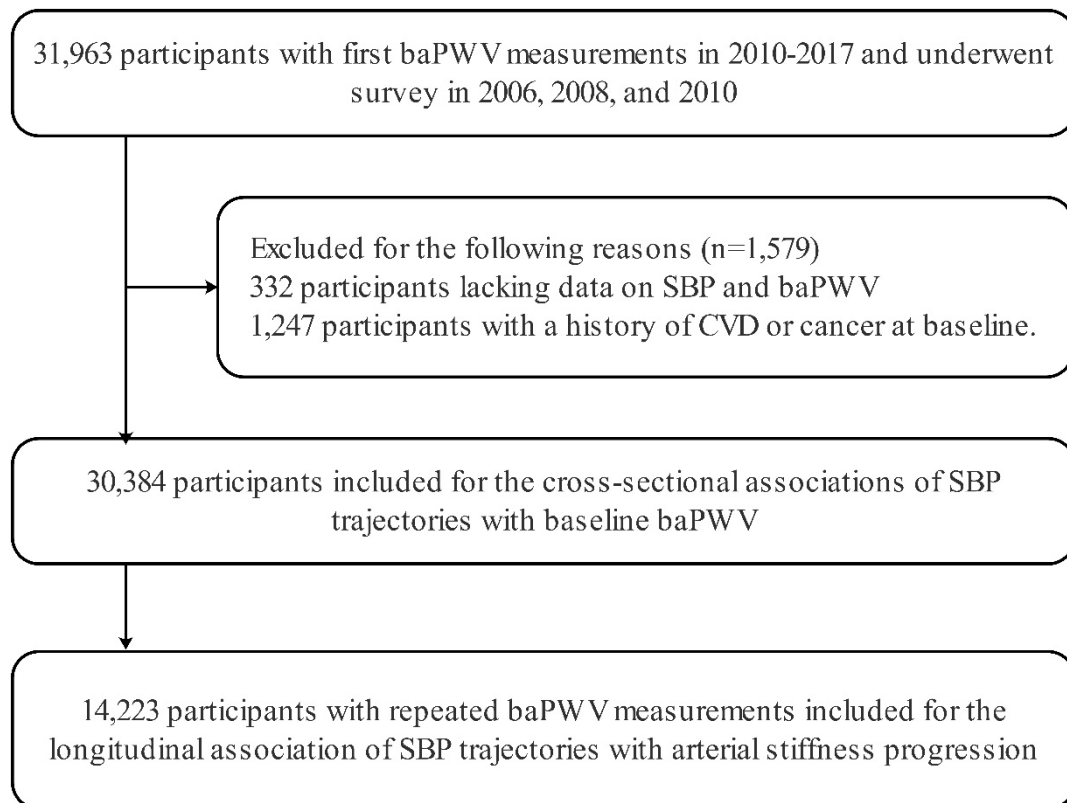 31,963 participants with first baPWV measurements in 2010-2017 and underwent
survey in 2006, 2008, and 2010
Excluded for the following reasons (n=1,579)
332 participants lacking data on SBP and baPWV
1,247 participants with a history of CVD or cancer at baseline.
30,384 participants included for the cross-sectional associations of SBP
trajectories with baseline baPWV
14,223 participants with repeated baPWV measurements included for the
longitudinal association of SBP trajectories with arterial stiffness progression